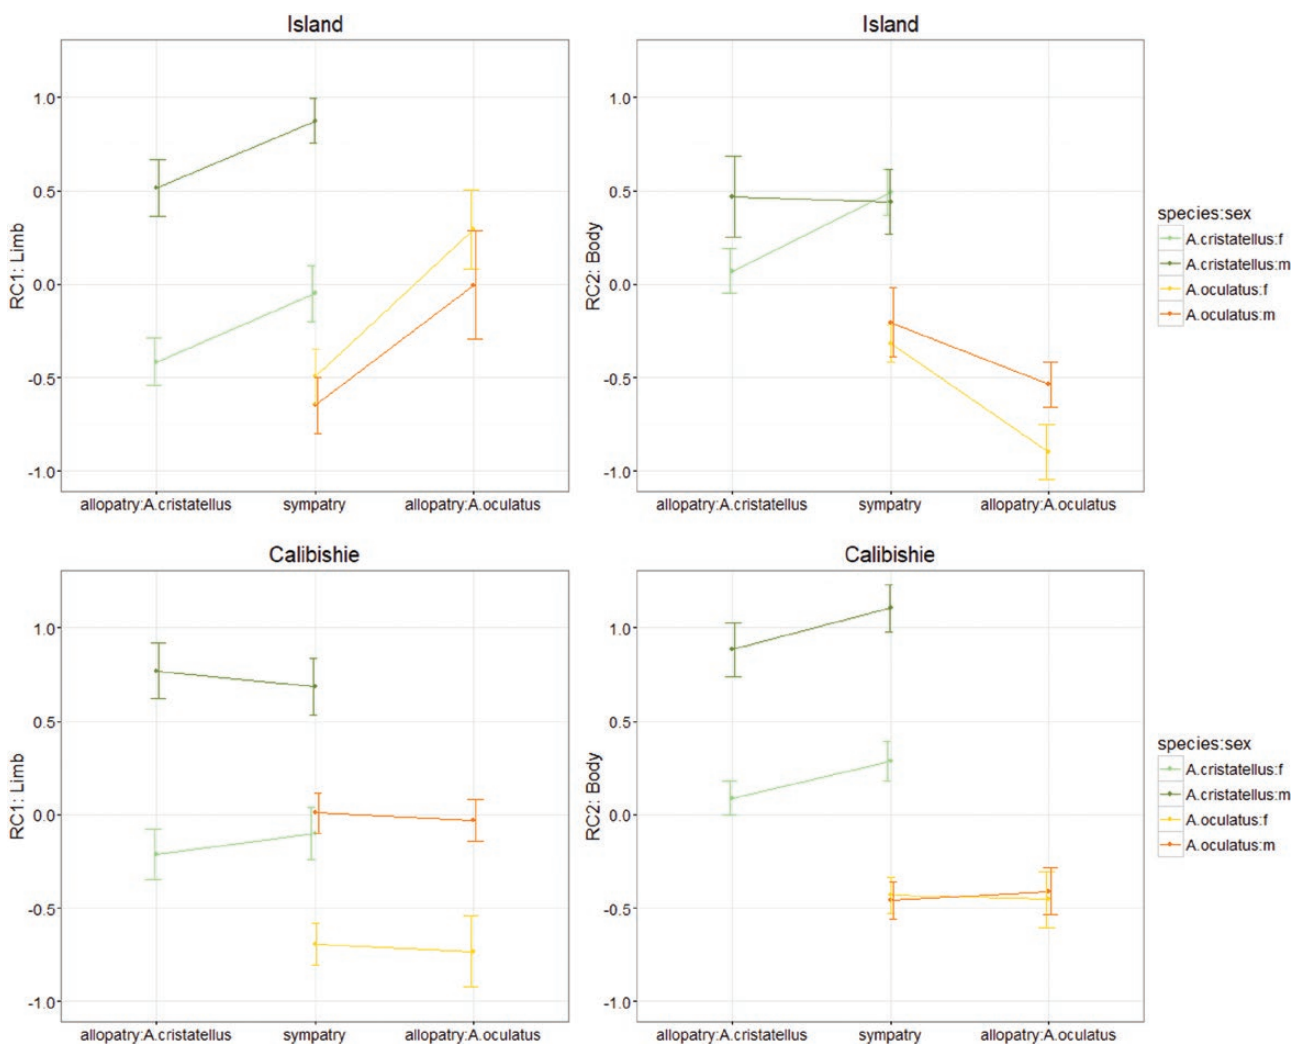 Island
RC1: Limb
1.0
0.5
0.0
-0.5
-1.0
allopatry:A.cristatellus sympatry allopatry:A.oculatus
Island
RC2: Body
1.0
0.5
0.0
-0.5
-1.0
allopatry:A.cristatellus sympatry allopatry:A.oculatus
species:sex
A.cristatellus:f
A.cristatellus:m
A.oculatus:f
A.oculatus:m
Calibishie
RC1: Limb
1.0
0.5
0.0
-0.5
-1.0
allopatry:A.cristatellus sympatry allopatry:A.oculatus
Calibishie
RC2: Body
1.0
0.5
0.0
-0.5
-1.0
allopatry:A.cristatellus sympatry allopatry:A.oculatus
species:sex
A.cristatellus:f
A.cristatellus:m
A.oculatus:f
A.oculatus:m